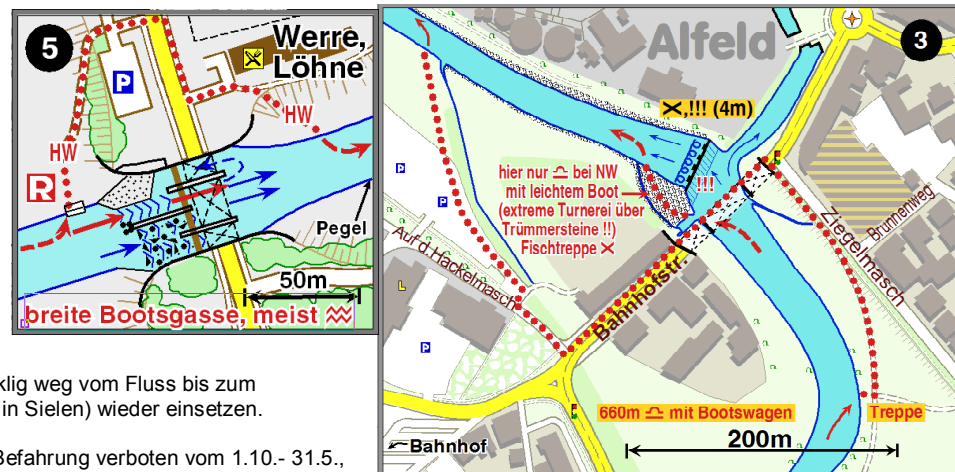 5
Werre,
Löhne
P
HW
HW
R
Pegel
50m
breite Bootsgasse, meist
klig weg vom Fluss bis zum
in Sielen) wieder einsetzen.
Befahrung verboten vom 1.10.- 31.5.,
3
Alfeld
X,!!! (4m)
!!!
hier nur bei NW
mit leichtem Boot
(extreme Turnerei über
Trümmersteine !!)
Fischtreppe X
P
P
P
L
Auf d. Hackelmasch
Bahnhofstr.
Ziegelmasch
Brunnenweg
660m mit Bootswagen
Treppe
200m
Bahnhof